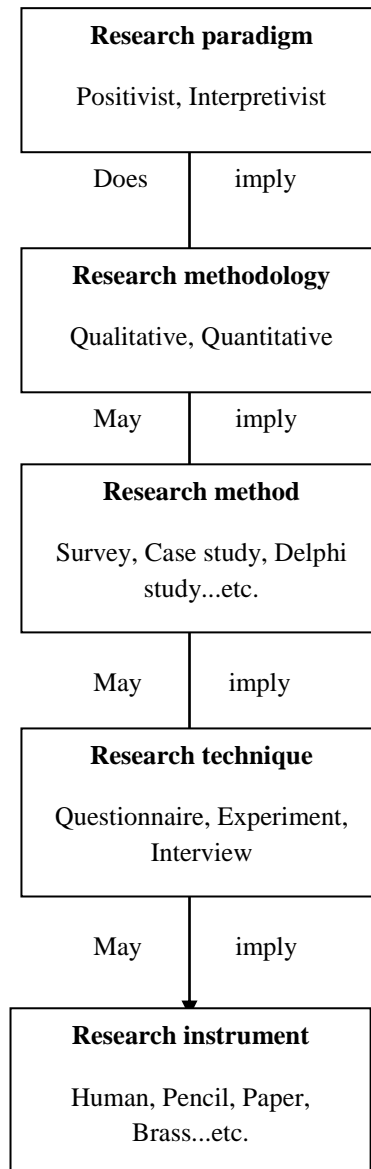 Research paradigm
Positivist, Interpretivist
Does imply
Research methodology
Qualitative, Quantitative
May imply
Research method
Survey, Case study, Delphi
study...etc.
May imply
Research technique
Questionnaire, Experiment,
Interview
May imply
Research instrument
Human, Pencil, Paper,
Brass...etc.